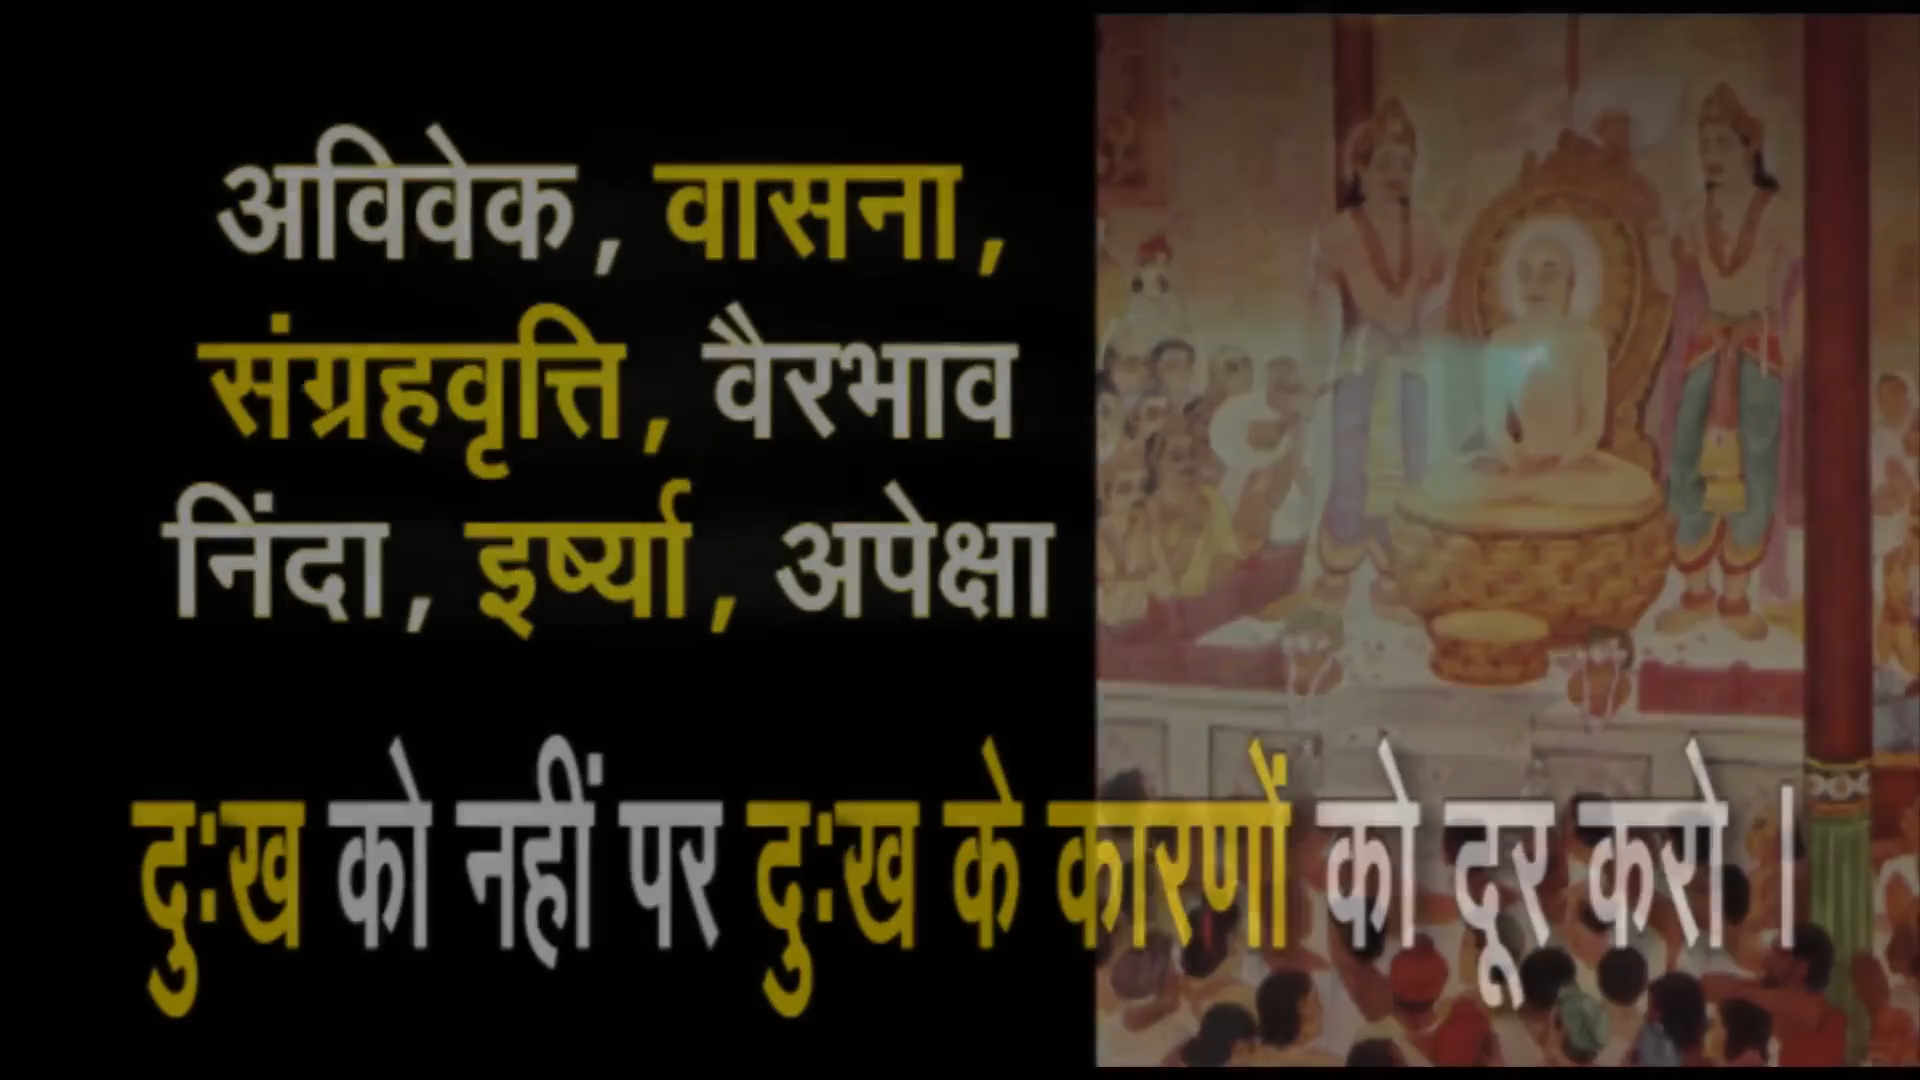 अविवेक, वासना,
संग्रहवृत्ति, वैरभाव
निंदा, इर्ष्या, अपेक्षा
दुःख को नहीं पर दुःख के कारणों को दूर करो ।